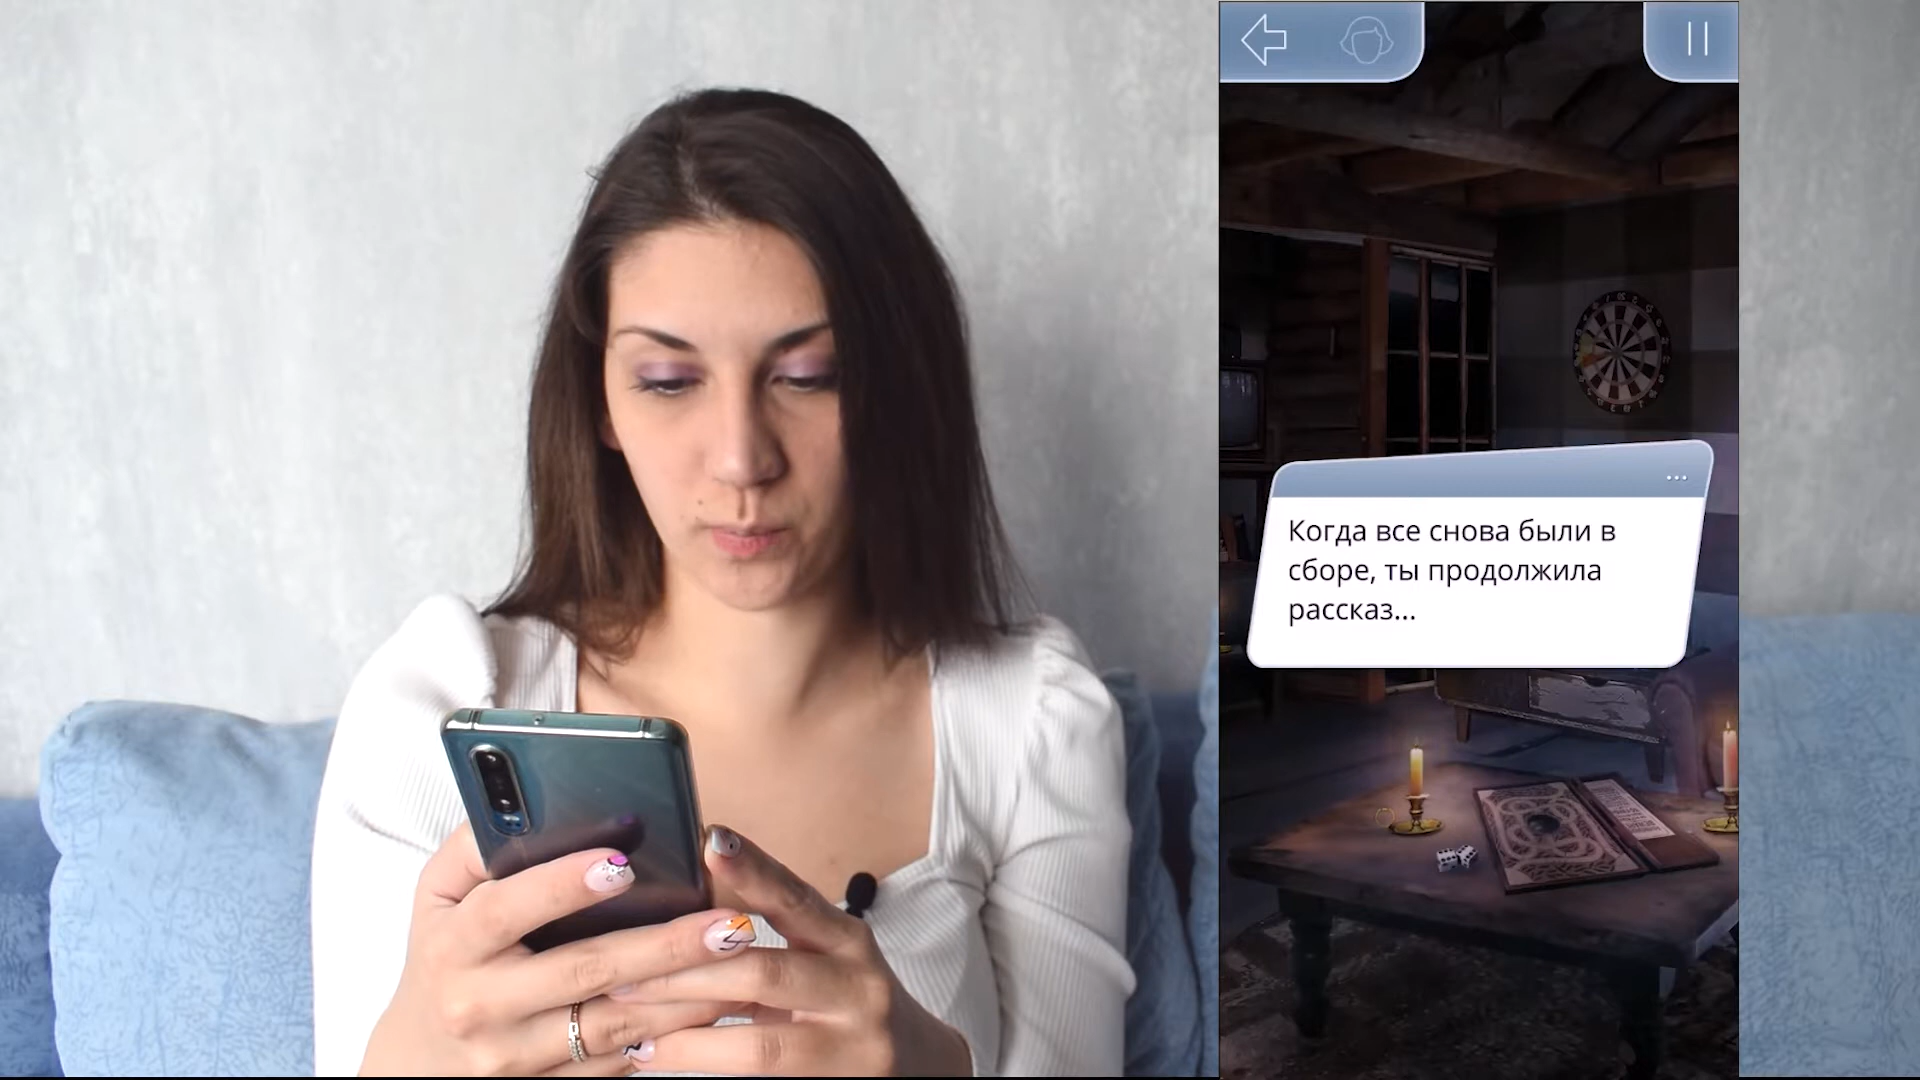 Когда все снова были в
сборе, ты продолжила
рассказ...